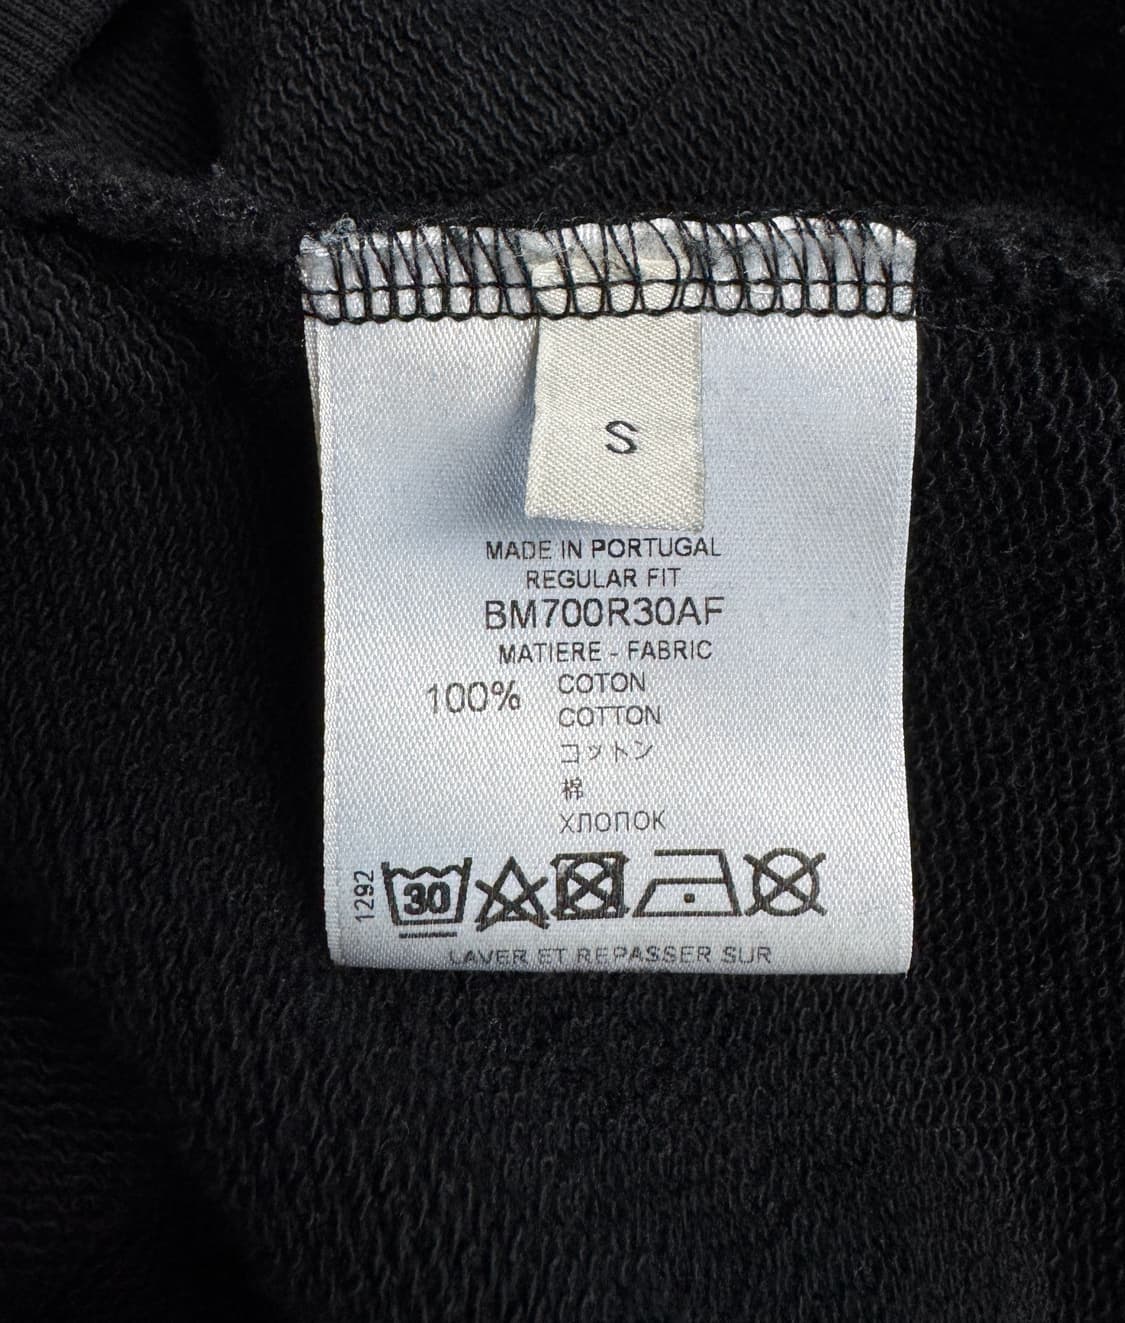 S
MADE IN PORTUGAL
REGULAR FIT
BM700R30AF
MATIERE - FABRIC
100% COTON
COTTON
コットン
棉
ХЛОПОК
1292
30
LAVER ET REPASSER SUR